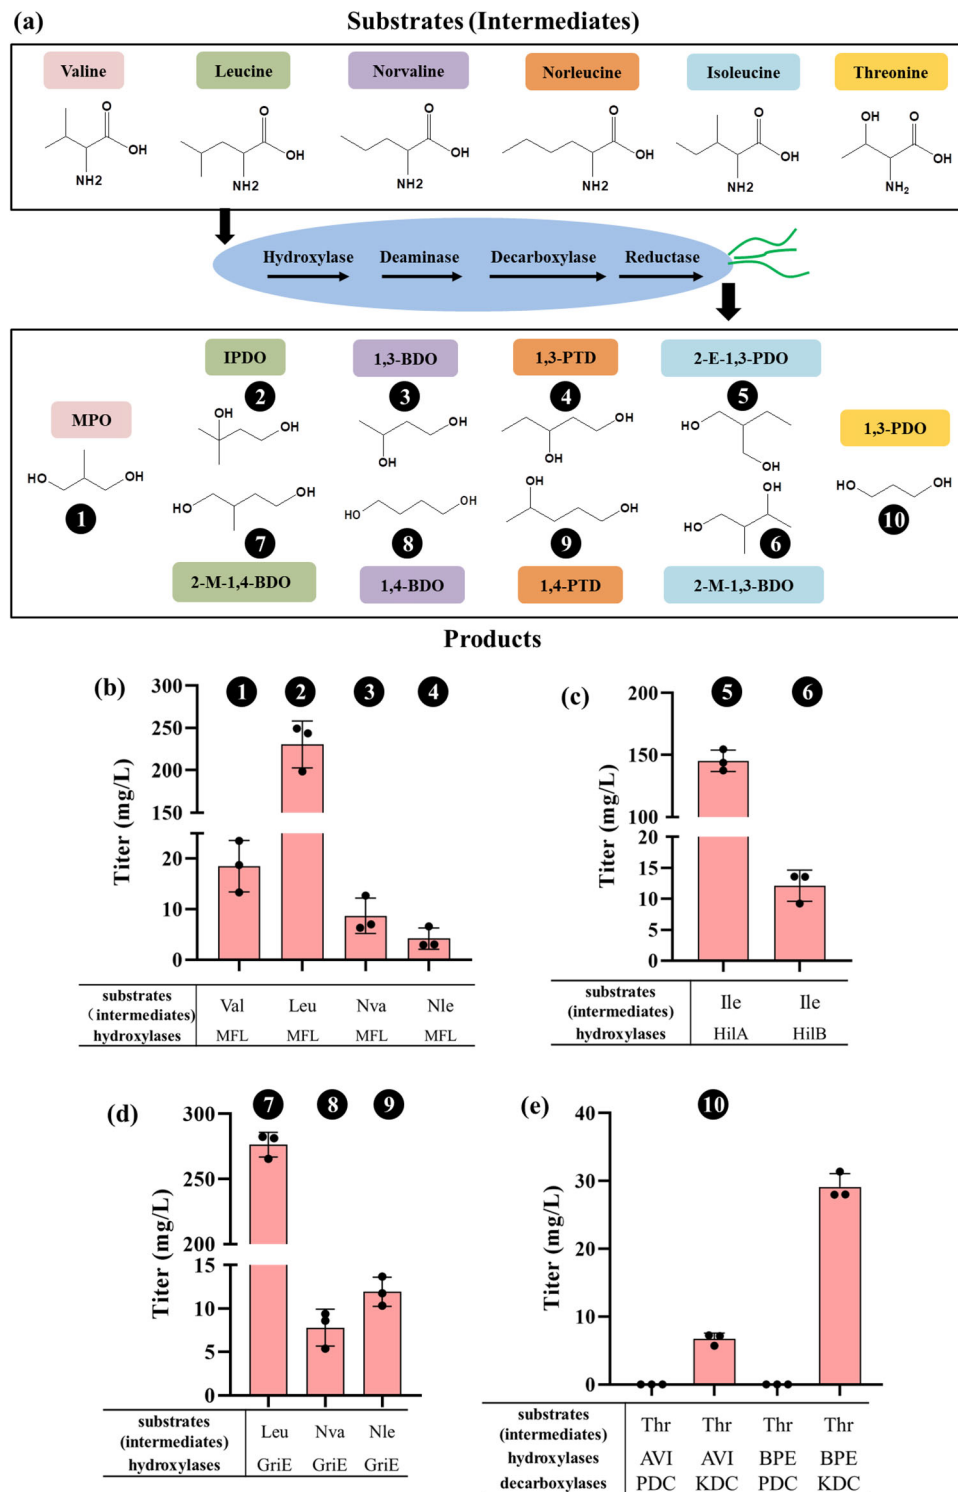 (a) Substrates (Intermediates)
Valine Leucine Norvaline Norleucine Isoleucine Threonine
O O O O O OH O
OH OH OH OH OH OH
NH2 NH2 NH2 NH2 NH2 NH2
Hydroxylase Deaminase Decarboxylase Reductase
IPDO 1,3-BDO 1,3-PTD 2-E-1,3-PDO
2 3 4 5
MPO OH OH OH OH HO 1,3-PDO
HO OH OH OH OH HO OH
1 HO OH HO OH OH OH HO 10
7 8 9 6
2-M-1,4-BDO 1,4-BDO 1,4-PTD 2-M-1,3-BDO
Products
(b) 1 2 3 4
Titer (mg/L)
300
250
200
150
20
10
0
substrates (intermediates) Val Leu Nva Nle
hydroxylases MFL MFL MFL MFL
(c) 5 6
Titer (mg/L)
200
150
100
20
15
10
5
0
substrates (intermediates) Ile Ile
hydroxylases HilA HilB
(d) 7 8 9
Titer (mg/L)
300
250
200
15
10
5
0
substrates (intermediates) Leu Nva Nle
hydroxylases GriE GriE GriE
(e) 10
Titer (mg/L)
40
30
20
10
0
substrates (intermediates) Thr Thr Thr Thr
hydroxylases AVI AVI BPE BPE
decarboxylases PDC KDC PDC KDC